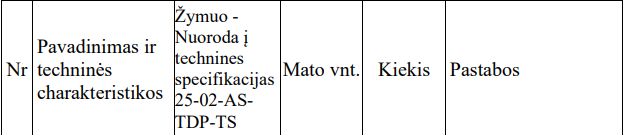 Nr
Pavadinimas ir
techninės
charakteristikos
Žymuo -
Nuoroda į
technines
specifikacijas
25-02-AS-
TDP-TS
Mato vnt.
Kiekis
Pastabos